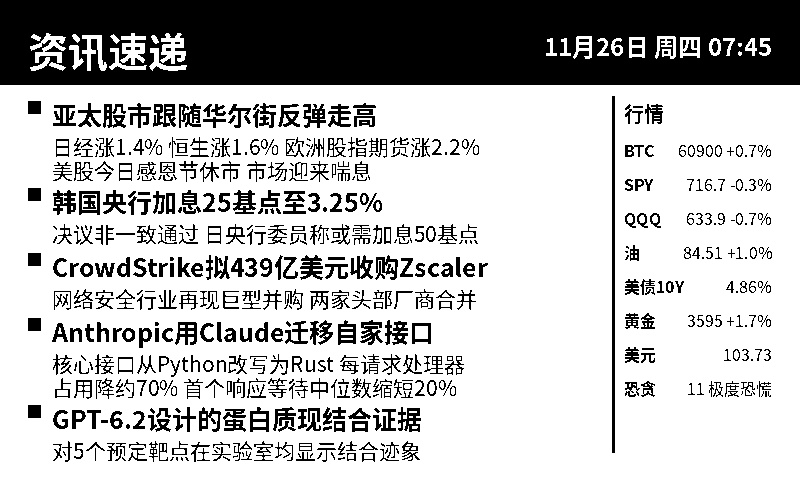 资讯速递
11月26日 周四 07:45
亚太股市跟随华尔街反弹走高
日经涨1.4% 恒生涨1.6% 欧洲股指期货涨2.2%
美股今日感恩节休市 市场迎来喘息
韩国央行加息25基点至3.25%
决议非一致通过 日央行委员称或需加息50基点
CrowdStrike拟439亿美元收购Zscaler
网络安全行业再现巨型并购 两家头部厂商合并
Anthropic用Claude迁移自家接口
核心接口从Python改写为Rust 每请求处理器
占用降约70% 首个响应等待中位数缩短20%
GPT-6.2设计的蛋白质现结合证据
对5个预定靶点在实验室均显示结合迹象
行情
BTC 60900 +0.7%
SPY 716.7 -0.3%
QQQ 633.9 -0.7%
油 84.51 +1.0%
美债10Y 4.86%
黄金 3595 +1.7%
美元 103.73
恐贪 11 极度恐慌